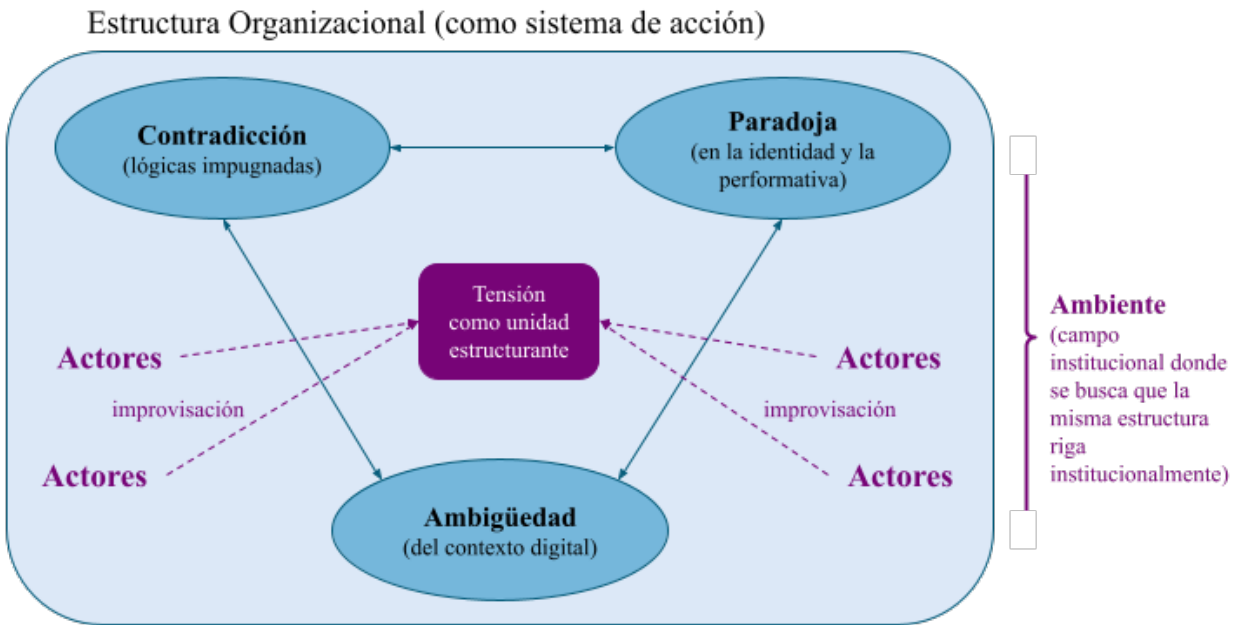 Estructura Organizacional (como sistema de acción)
Contradicción
(lógicas impugnadas)
Paradoja
(en la identidad y la
performativa)
Tensión
como unidad
estructurante
Actores
improvisación
Actores
Actores
improvisación
Actores
Ambigüedad
(del contexto digital)
Ambiente
(campo
institucional donde
se busca que la
misma estructura
riga
institucionalmente)